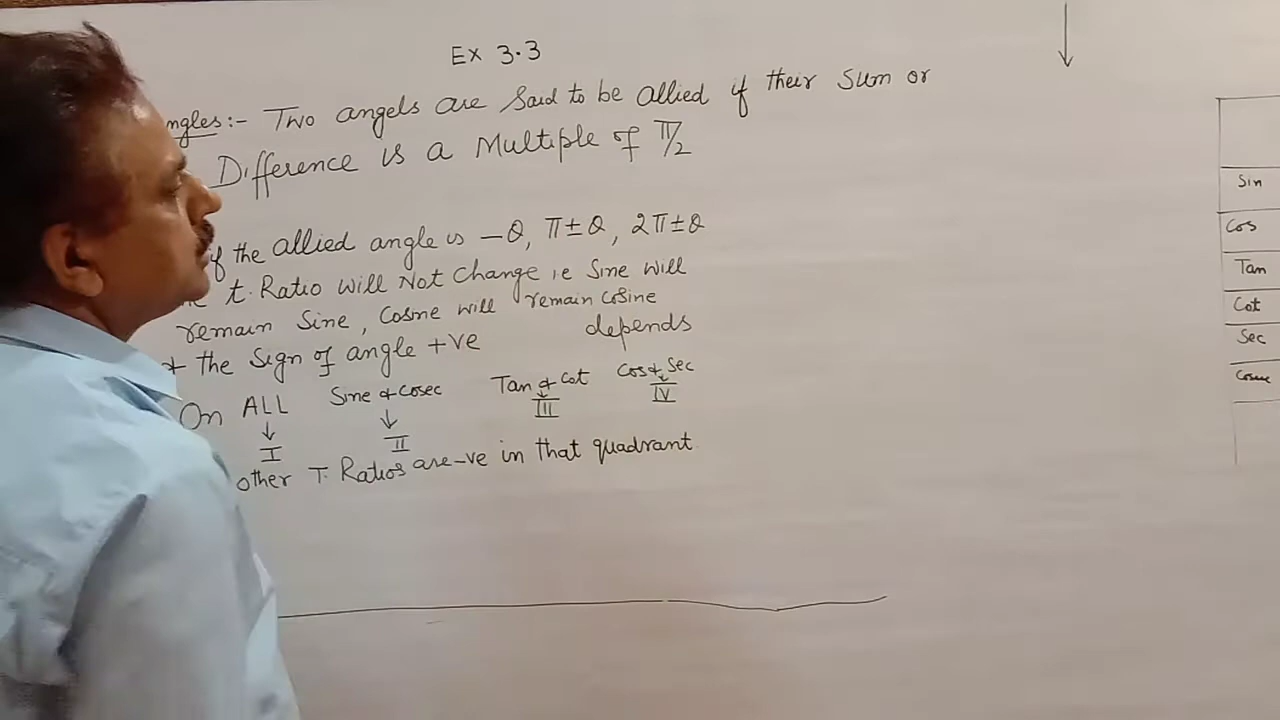 Ex 3.3
ngles:- Two angels are Said to be allied if their Sum or
Difference is a Multiple of π/2
f the allied angle is -θ, π±θ, 2π±θ
t. Ratio will Not Change i.e Sine will
remain Sine, Cosine will remain Cosine
the Sign of angle +ve depends
On ALL Sine & Cosec Tan & Cot Cos & Sec
↓ ↓ ↓ ↓
I II III IV
other T. Ratios are -ve in that quadrant
Sin
Cos
Tan
Cot
Sec